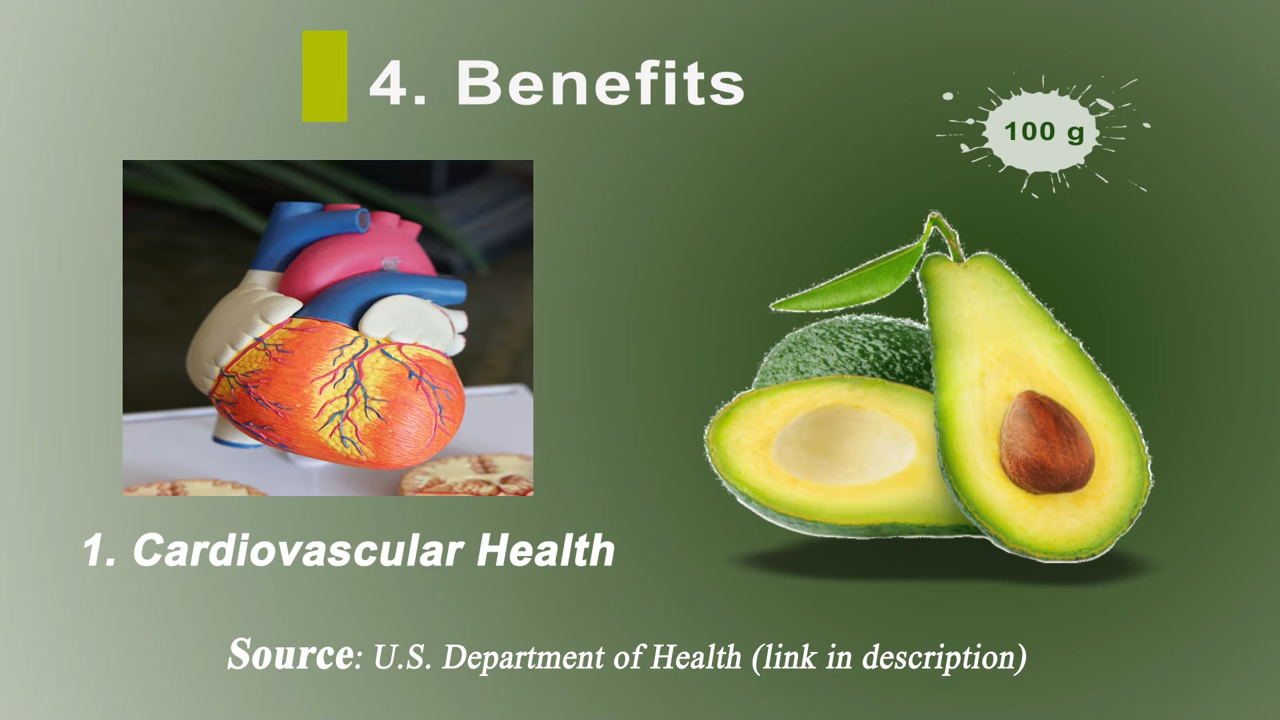 4. Benefits
100 g
1. Cardiovascular Health
Source: U.S. Department of Health (link in description)